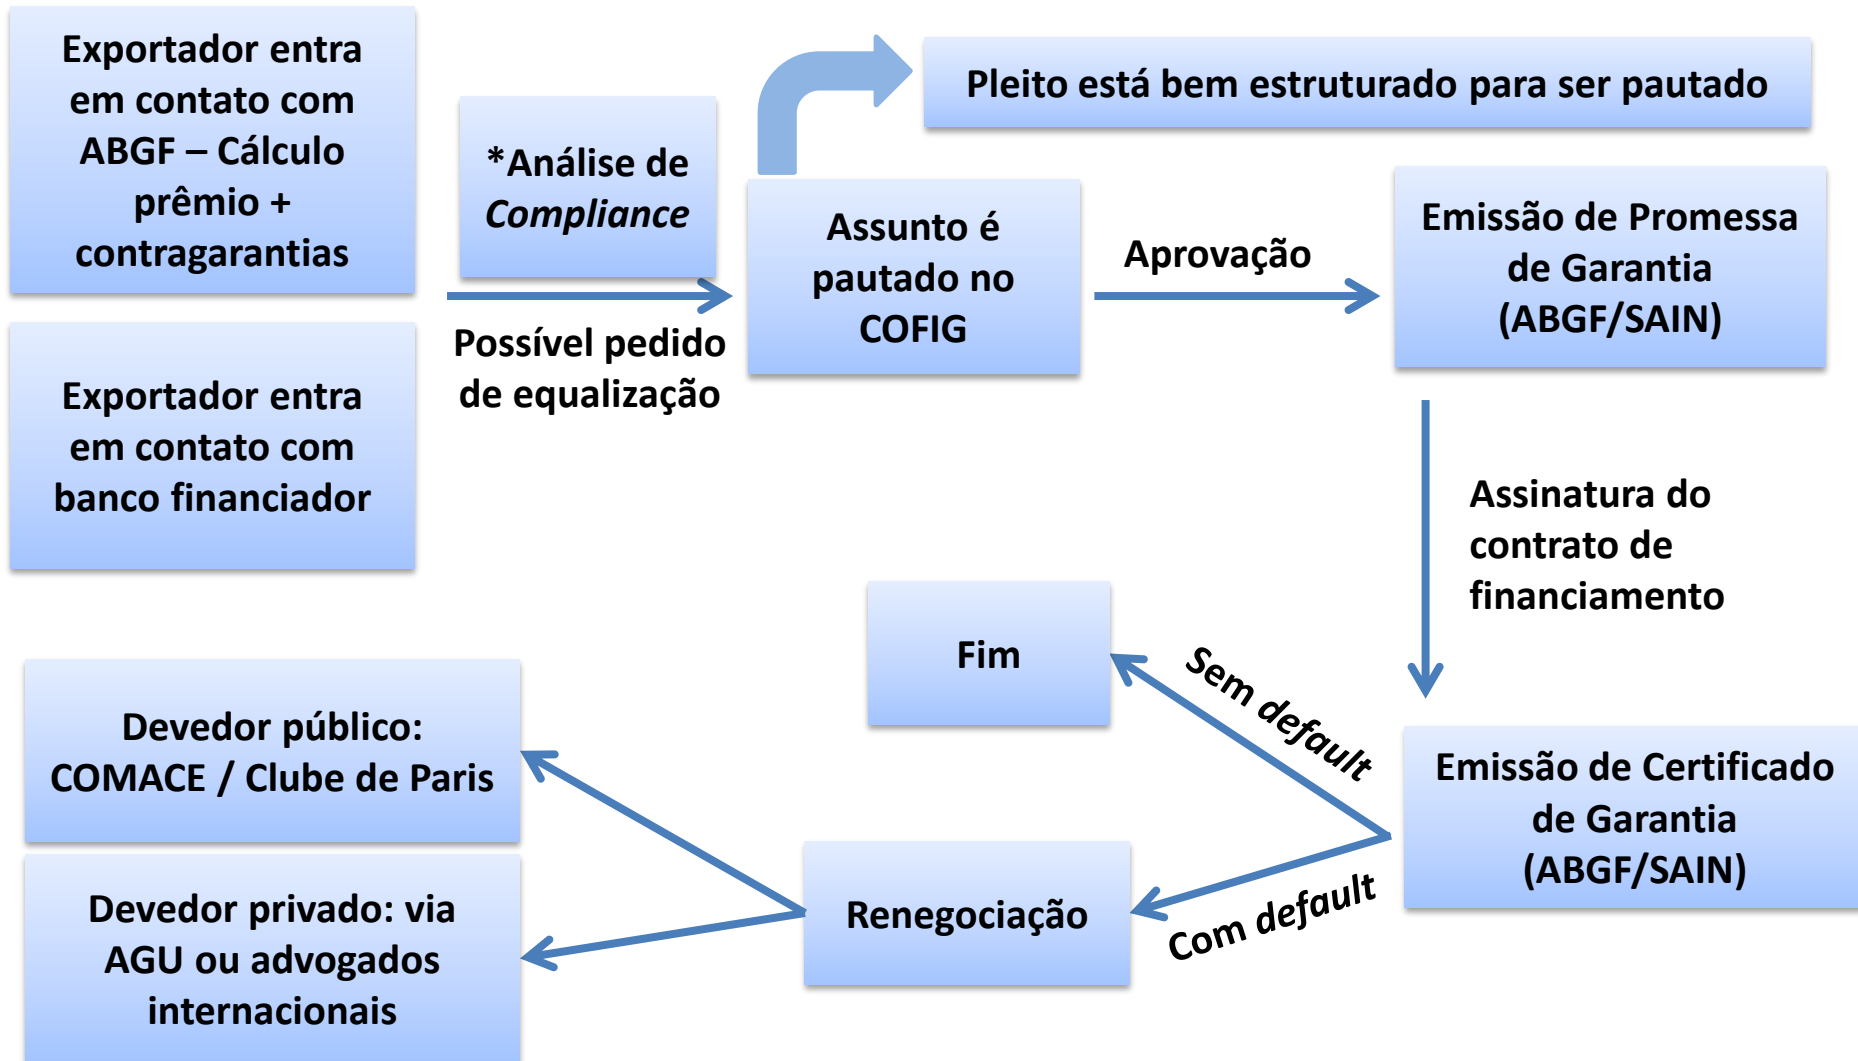 Exportador entra
em contato com
ABGF – Cálculo
prêmio +
contragarantias
Exportador entra
em contato com
banco financiador
*Análise de
Compliance
Possível pedido
de equalização
Pleito está bem estruturado para ser pautado
Assunto é
pautado no
COFIG
Aprovação
Emissão de Promessa
de Garantia
(ABGF/SAIN)
Assinatura do
contrato de
financiamento
Emissão de Certificado
de Garantia
(ABGF/SAIN)
Sem default
Fim
Com default
Renegociação
Devedor público:
COMACE / Clube de Paris
Devedor privado: via
AGU ou advogados
internacionais